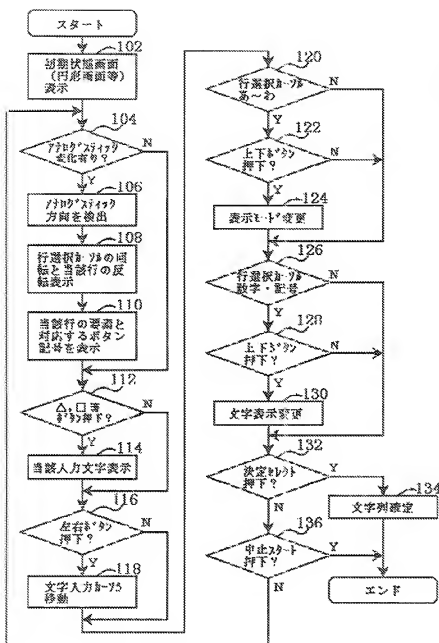 スタート
102
初期状態画面
(円形画面等)
表示
104
アナログスティック
変化有り?
N
Y
106
アナログスティック
方向を検出
108
行選択カーソルの回
転と当該行の反
転表示
110
当該行の要素と
対応するボタン
記号を表示
112
△,□等
ボタン押下?
N
Y
114
当該入力文字表示
116
左右ボタン
押下?
N
Y
118
文字入力カーソル
移動
120
行選択カーソル
あ〜わ
N
Y
122
上下ボタン
押下?
N
Y
124
表示モード変更
126
行選択カーソル
数字・記号
N
Y
128
上下ボタン
押下?
N
Y
130
文字表示変更
132
決定セレクト
押下?
Y
N
134
文字列確定
136
中止スタート
押下?
Y
N
エンド